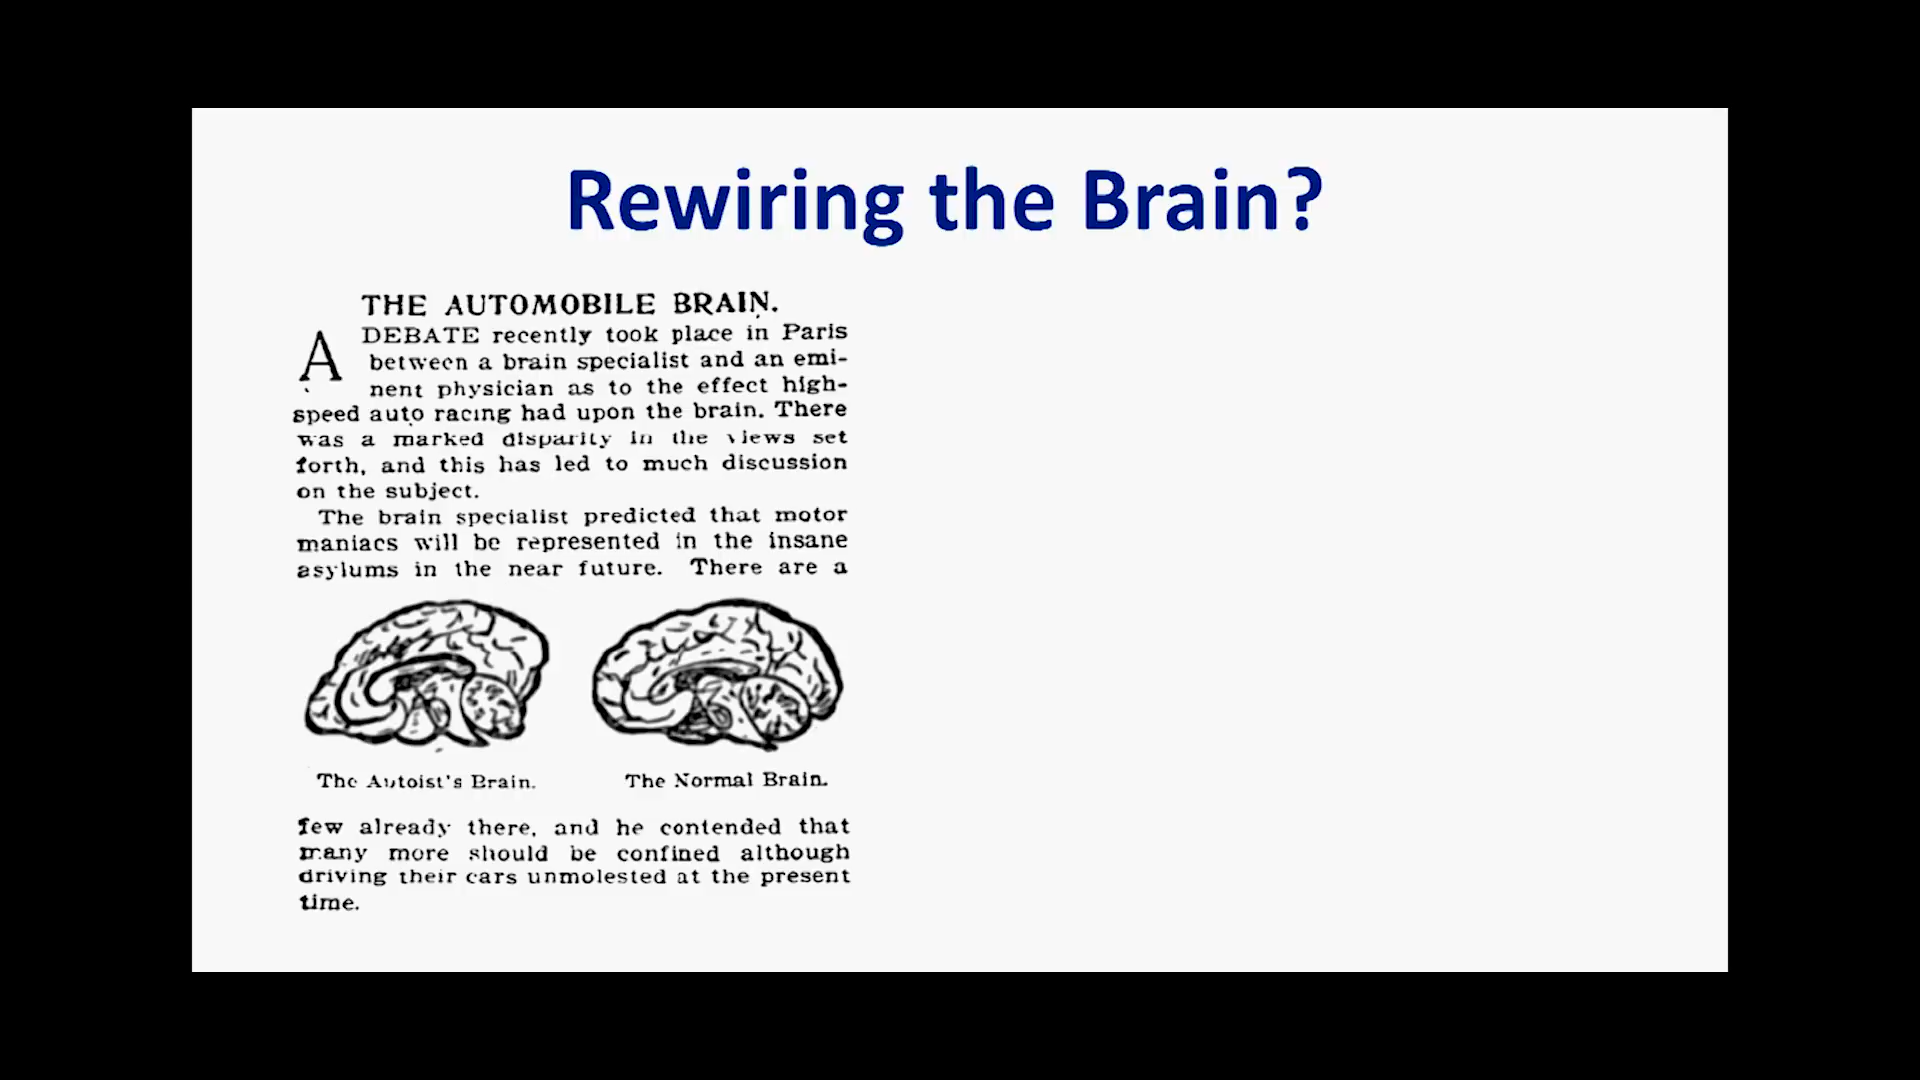 Rewiring the Brain?
THE AUTOMOBILE BRAIN.
A DEBATE recently took place in Paris
between a brain specialist and an emi-
nent physician as to the effect high-
speed auto racing had upon the brain. There
was a marked disparity in the views set
forth, and this has led to much discussion
on the subject.
The brain specialist predicted that motor
maniacs will be represented in the insane
asylums in the near future. There are a
The Autoist's Brain.
The Normal Brain.
few already there, and he contended that
many more should be confined although
driving their cars unmolested at the present
time.